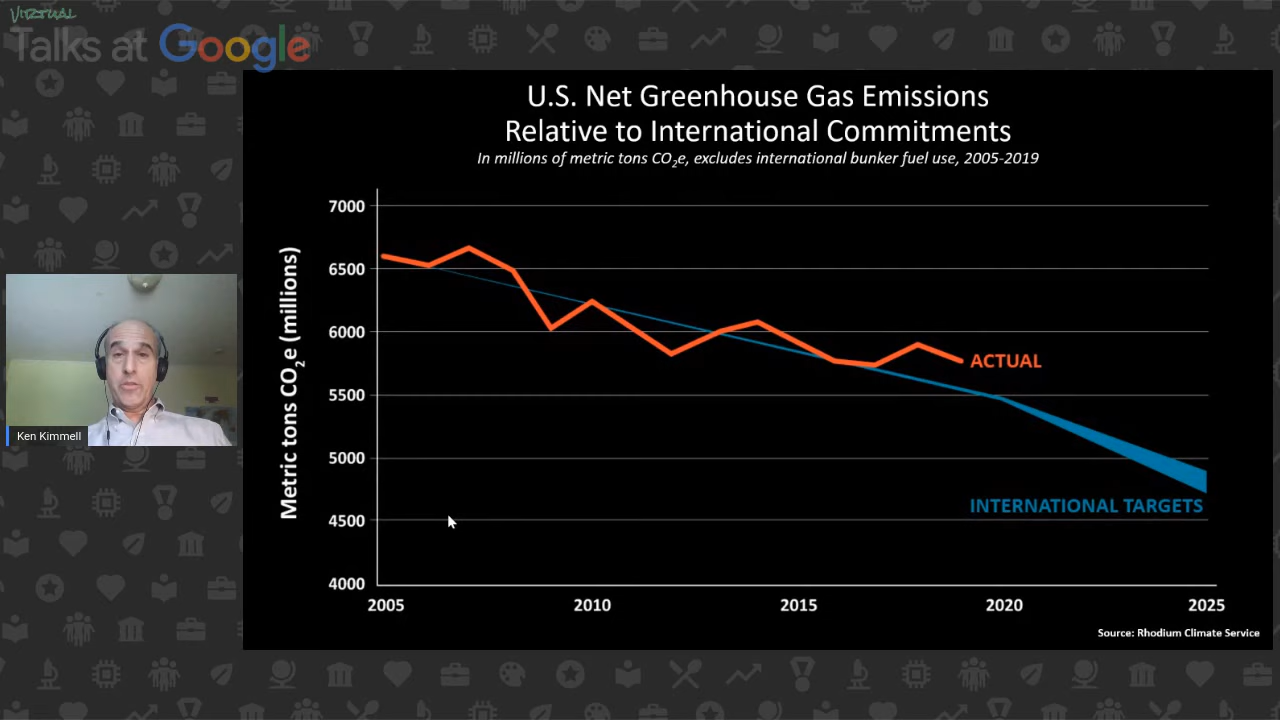 VIRTUAL
Talks at Google
U.S. Net Greenhouse Gas Emissions
Relative to International Commitments
In millions of metric tons CO₂e, excludes international bunker fuel use, 2005-2019
Metric tons CO₂e (millions)
7000
6500
6000
5500
5000
4500
4000
2005
2010
2015
2020
2025
ACTUAL
INTERNATIONAL TARGETS
Source: Rhodium Climate Service
Ken Kimmell